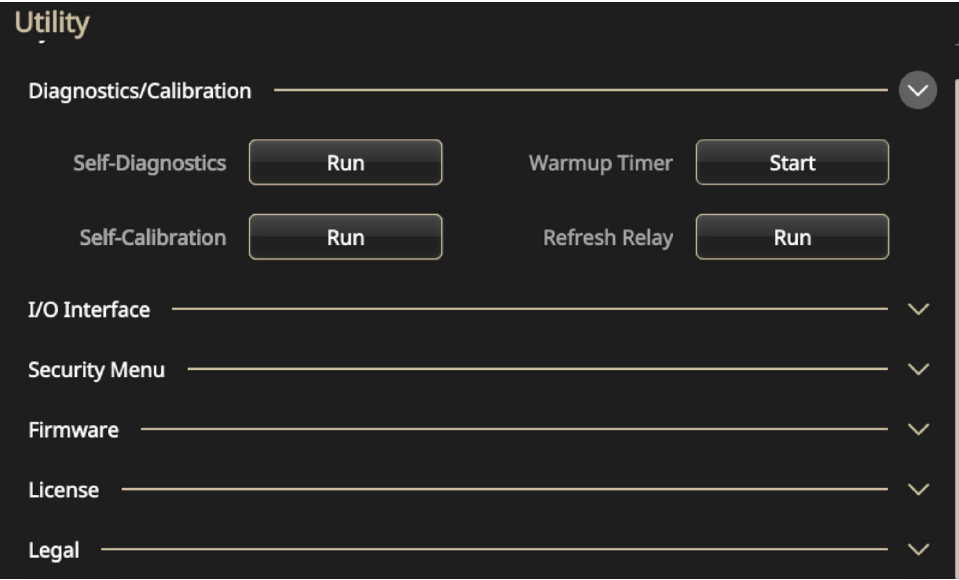 Utility
Diagnostics/Calibration
Self-Diagnostics Run Warmup Timer Start
Self-Calibration Run Refresh Relay Run
I/O Interface
Security Menu
Firmware
License
Legal